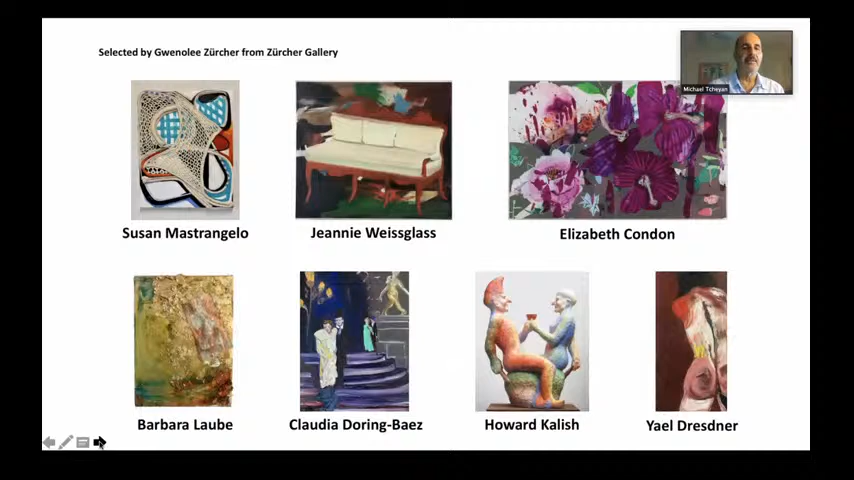 Selected by Gwenolee Zürcher from Zürcher Gallery
Michael Tcheyan
Susan Mastrangelo
Jeannie Weissglass
Elizabeth Condon
Barbara Laube
Claudia Doring-Baez
Howard Kalish
Yael Dresdner